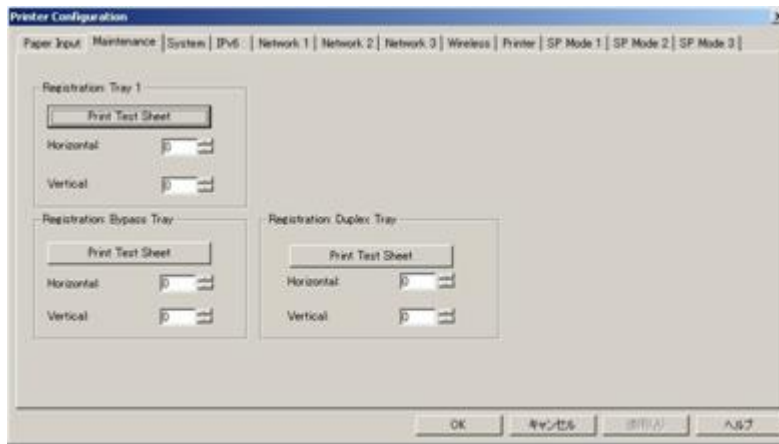 Printer Configuration
Paper Input Maintenance System IPv6 Network 1 Network 2 Network 3 Wireless Printer SP Mode 1 SP Mode 2 SP Mode 3
Registration: Tray 1
Print Test Sheet
Horizontal: 0
Vertical: 0
Registration: Bypass Tray Registration: Duplex Tray
Print Test Sheet Print Test Sheet
Horizontal: 0 Horizontal: 0
Vertical: 0 Vertical: 0
OK キャンセル 適用(A) ヘルプ